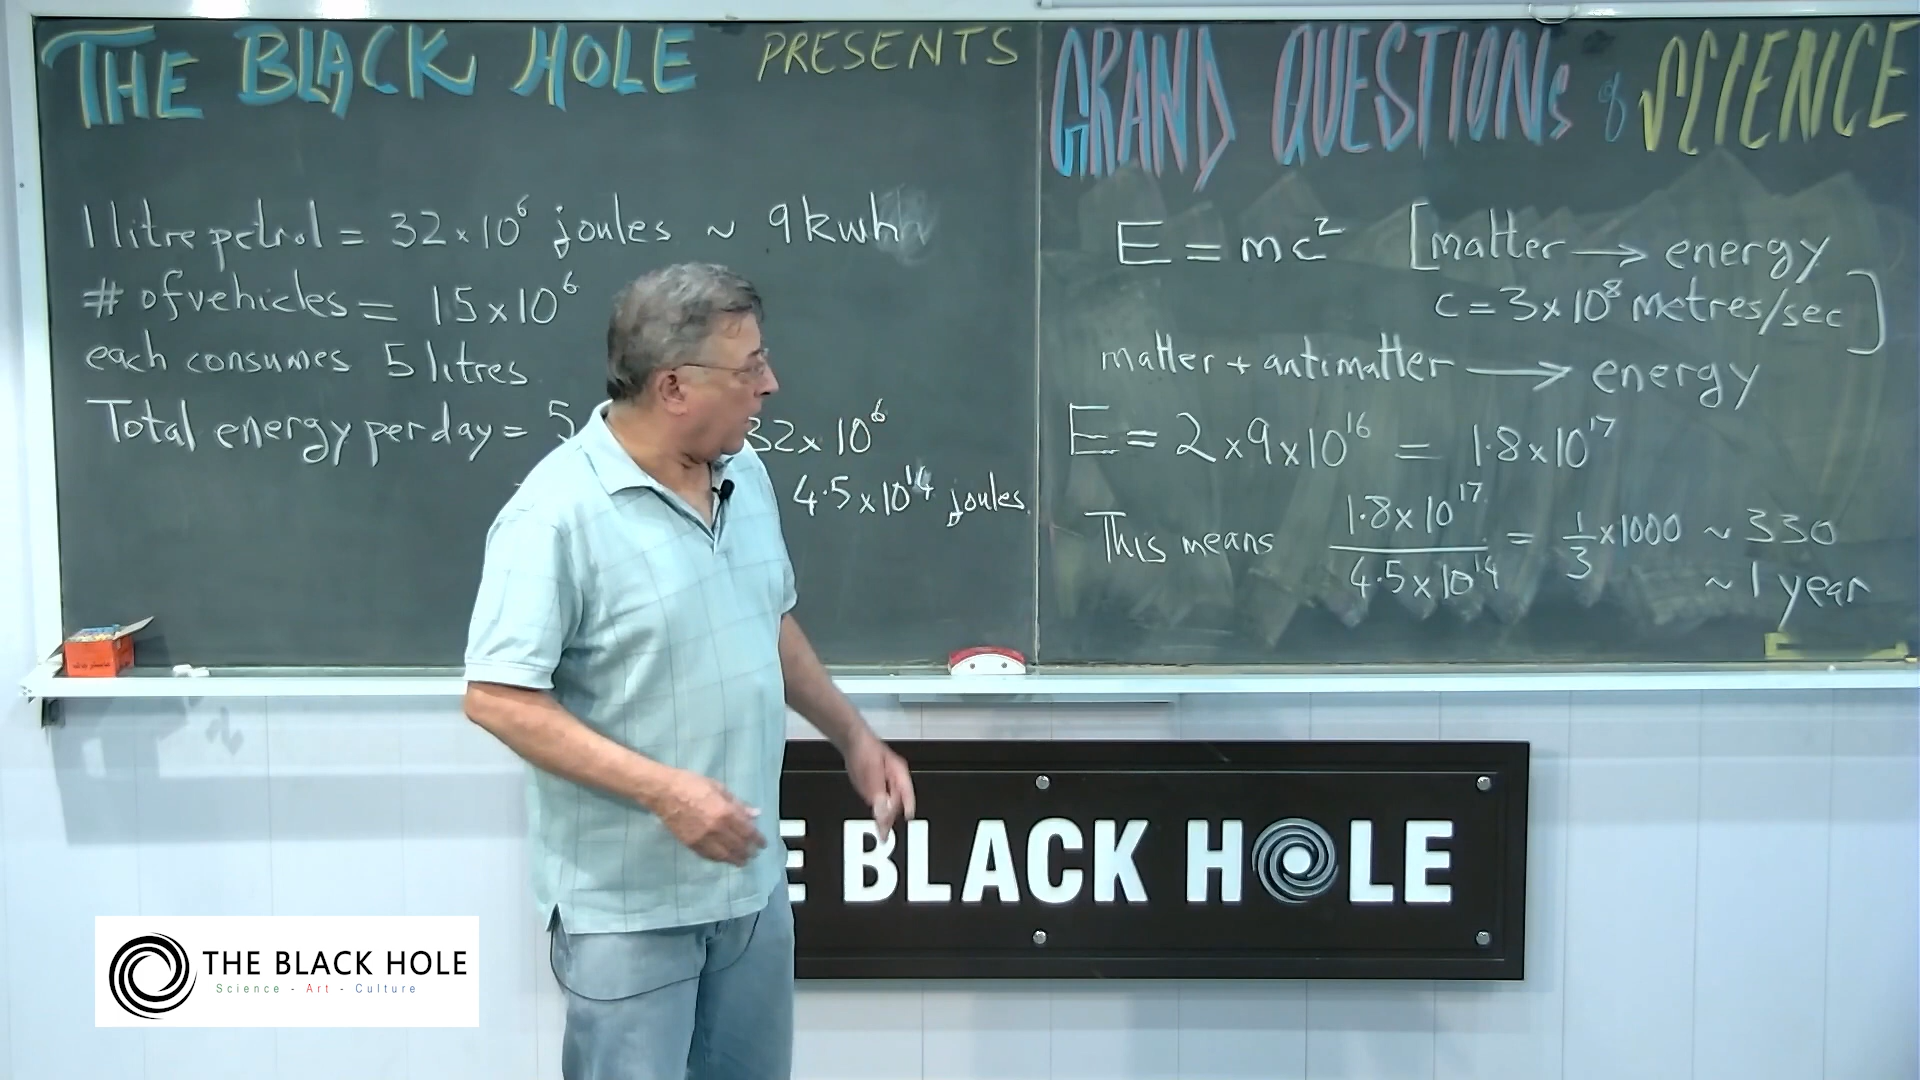 THE BLACK HOLE PRESENTS
GRAND QUESTIONs of SCIENCE
1 litre petrol = 32 × 10⁶ joules ~ 9 kwh
# of vehicles = 15 × 10⁶
each consumes 5 litres
Total energy per day = 5 32 × 10⁶
4.5 × 10¹⁴ joules.
E = mc² [matter → energy
c = 3 × 10⁸ metres/sec]
matter + antimatter → energy
E = 2 × 9 × 10¹⁶ = 1.8 × 10¹⁷
This means 1.8 × 10¹⁷ / 4.5 × 10¹⁴ = 1/3 × 1000 ~ 330
~ 1 year
E BLACK HOLE
THE BLACK HOLE
Science - Art - Culture